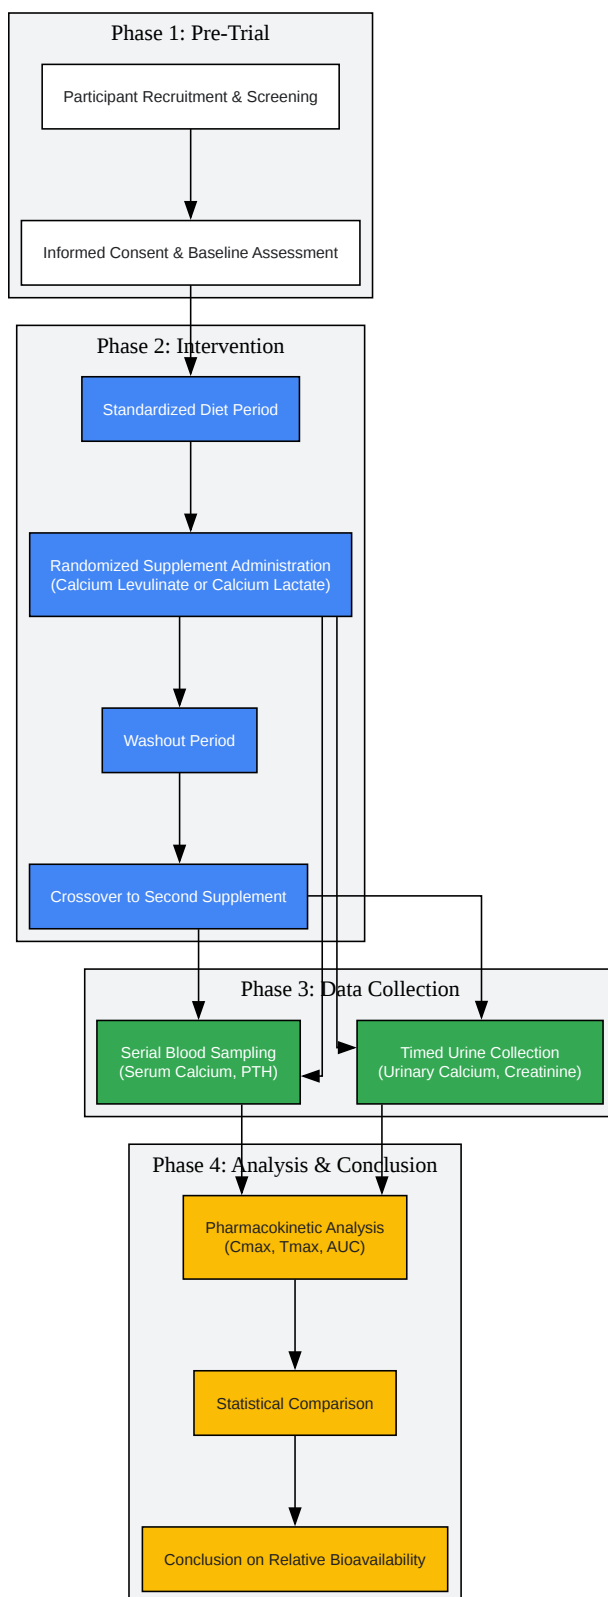 Phase 1: Pre-Trial
Participant Recruitment & Screening
Informed Consent & Baseline Assessment
Phase 2: Intervention
Standardized Diet Period
Randomized Supplement Administration
(Calcium Levulinate or Calcium Lactate)
Washout Period
Crossover to Second Supplement
Phase 3: Data Collection
Serial Blood Sampling
(Serum Calcium, PTH)
Timed Urine Collection
(Urinary Calcium, Creatinine)
Phase 4: Analysis & Conclusion
Pharmacokinetic Analysis
(Cmax, Tmax, AUC)
Statistical Comparison
Conclusion on Relative Bioavailability